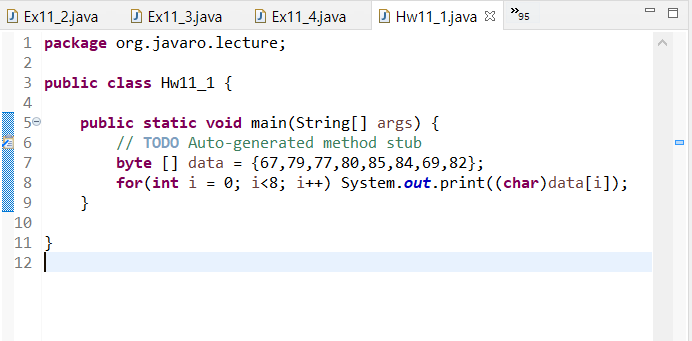 Ex11_2.java Ex11_3.java Ex11_4.java Hw11_1.java »95
1 package org.javaro.lecture;
2
3 public class Hw11_1 {
4
5 public static void main(String[] args) {
6 // TODO Auto-generated method stub
7 byte [] data = {67,79,77,80,85,84,69,82};
8 for(int i = 0; i<8; i++) System.out.print((char)data[i]);
9 }
10
11 }
12